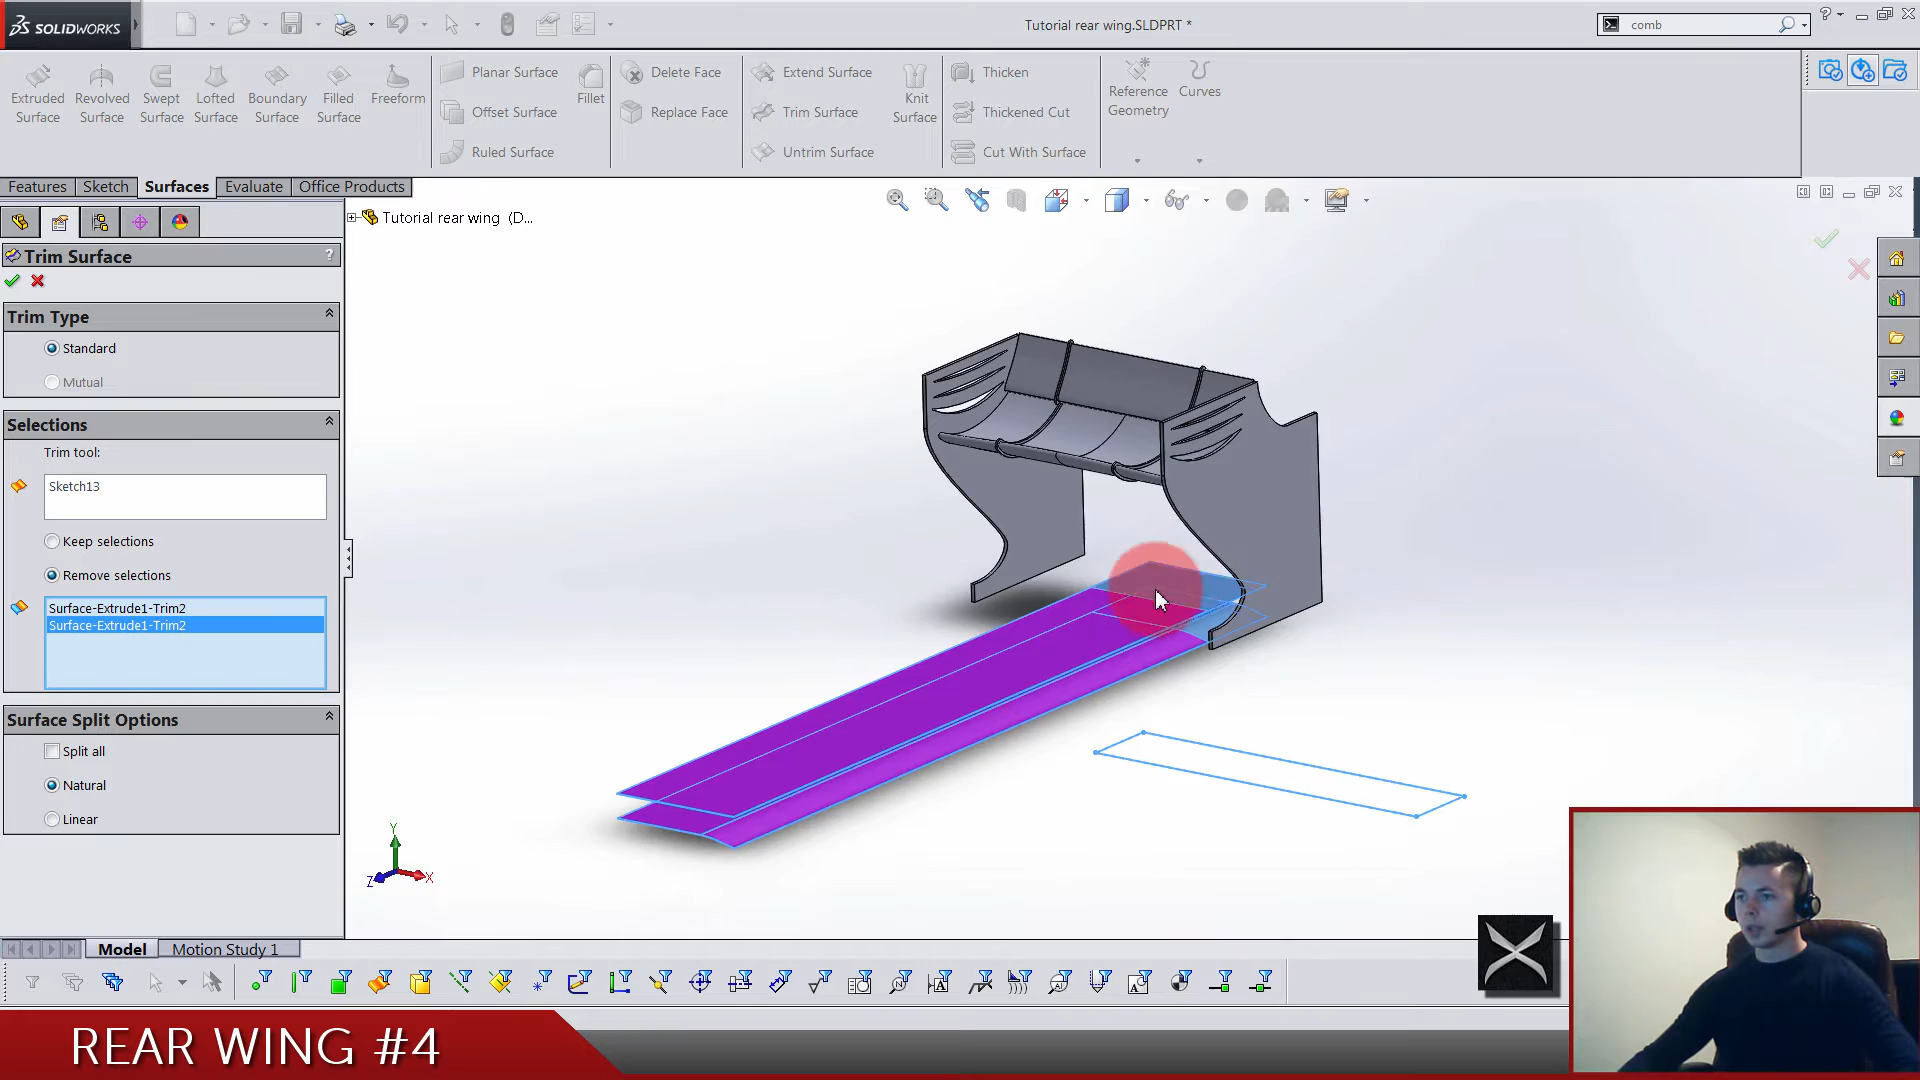 SOLIDWORKS
Tutorial rear wing.SLDPRT *
comb
Extruded Surface
Revolved Surface
Swept Surface
Lofted Surface
Boundary Surface
Filled Surface
Freeform
Planar Surface
Offset Surface
Ruled Surface
Fillet
Delete Face
Replace Face
Extend Surface
Trim Surface
Untrim Surface
Knit Surface
Thicken
Thickened Cut
Cut With Surface
Reference Geometry
Curves
Features
Sketch
Surfaces
Evaluate
Office Products
Tutorial rear wing (D...
Trim Surface
?
Trim Type
Standard
Mutual
Selections
Trim tool:
Sketch13
Keep selections
Remove selections
Surface-Extrude1-Trim2
Surface-Extrude1-Trim2
Surface Split Options
Split all
Natural
Linear
Y
Z
X
Model
Motion Study 1
REAR WING #4